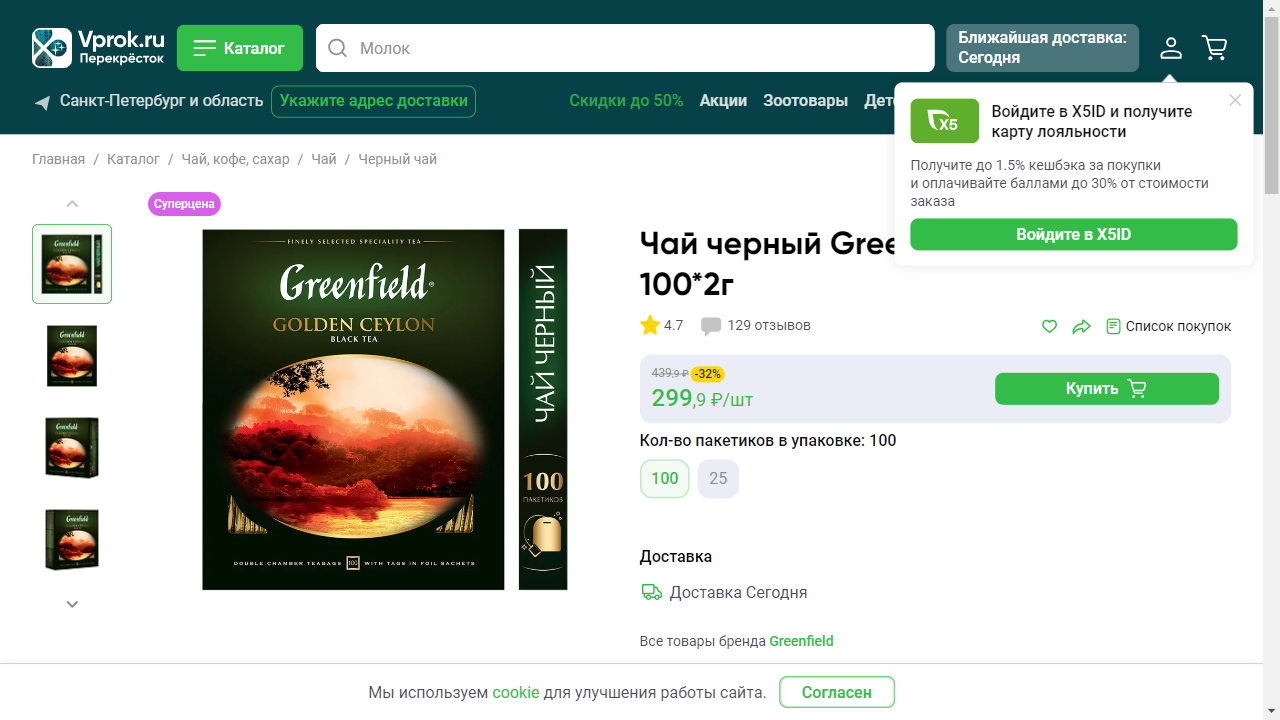 Vprok.ru
Перекрёсток
Каталог
Молок
Ближайшая доставка:
Сегодня
Санкт-Петербург и область
Укажите адрес доставки
Скидки до 50%
Акции
Зоотовары
Дет
X5
Войдите в X5ID и получите
карту лояльности
Получите до 1.5% кешбэка за покупки
и оплачивайте баллами до 30% от стоимости
заказа
Войдите в X5ID
Главная / Каталог / Чай, кофе, сахар / Чай / Черный чай
Суперцена
FINELY SELECTED SPECIALITY TEA
Greenfield
GOLDEN CEYLON
BLACK TEA
DOUBLE CHAMBER TEABAGS 100 WITH TAGS IN FOIL SACHETS
ЧАЙ ЧЕРНЫЙ
100
ПАКЕТИКОВ
Чай черный Gree
100*2г
4.7
129 отзывов
Список покупок
439,9 ₽ -32%
299,9 ₽/шт
Купить
Кол-во пакетиков в упаковке: 100
100
25
Доставка
Доставка Сегодня
Все товары бренда Greenfield
Мы используем cookie для улучшения работы сайта.
Согласен